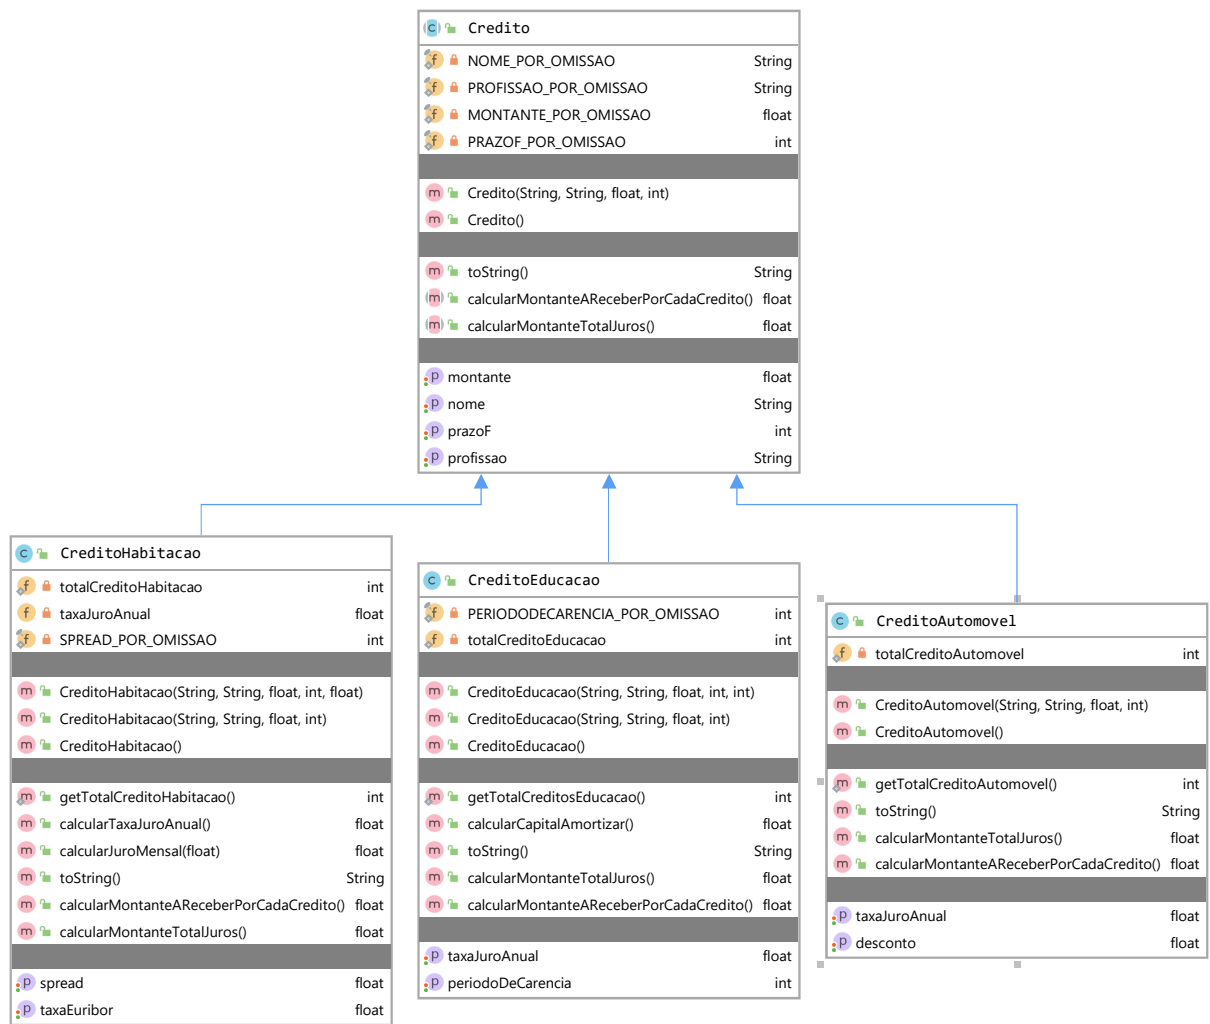 Credito
NOME_POR_OMISSAO String
PROFISSAO_POR_OMISSAO String
MONTANTE_POR_OMISSAO float
PRAZOF_POR_OMISSAO int
Credito(String, String, float, int)
Credito()
toString() String
calcularMontanteAReceberPorCadaCredito() float
calcularMontanteTotalJuros() float
montante float
nome String
prazoF int
profissao String
CreditoHabitacao
totalCreditoHabitacao int
taxaJuroAnual float
SPREAD_POR_OMISSAO int
CreditoHabitacao(String, String, float, int, float)
CreditoHabitacao(String, String, float, int)
CreditoHabitacao()
getTotalCreditoHabitacao() int
calcularTaxaJuroAnual() float
calcularJuroMensal(float) float
toString() String
calcularMontanteAReceberPorCadaCredito() float
calcularMontanteTotalJuros() float
spread float
taxaEuribor float
CreditoEducacao
PERIODODECARENCIA_POR_OMISSAO int
totalCreditoEducacao int
CreditoEducacao(String, String, float, int, int)
CreditoEducacao(String, String, float, int)
CreditoEducacao()
getTotalCreditosEducacao() int
calcularCapitalAmortizar() float
toString() String
calcularMontanteTotalJuros() float
calcularMontanteAReceberPorCadaCredito() float
taxaJuroAnual float
periodoDeCarencia int
CreditoAutomovel
totalCreditoAutomovel int
CreditoAutomovel(String, String, float, int)
CreditoAutomovel()
getTotalCreditoAutomovel() int
toString() String
calcularMontanteTotalJuros() float
calcularMontanteAReceberPorCadaCredito() float
taxaJuroAnual float
desconto float